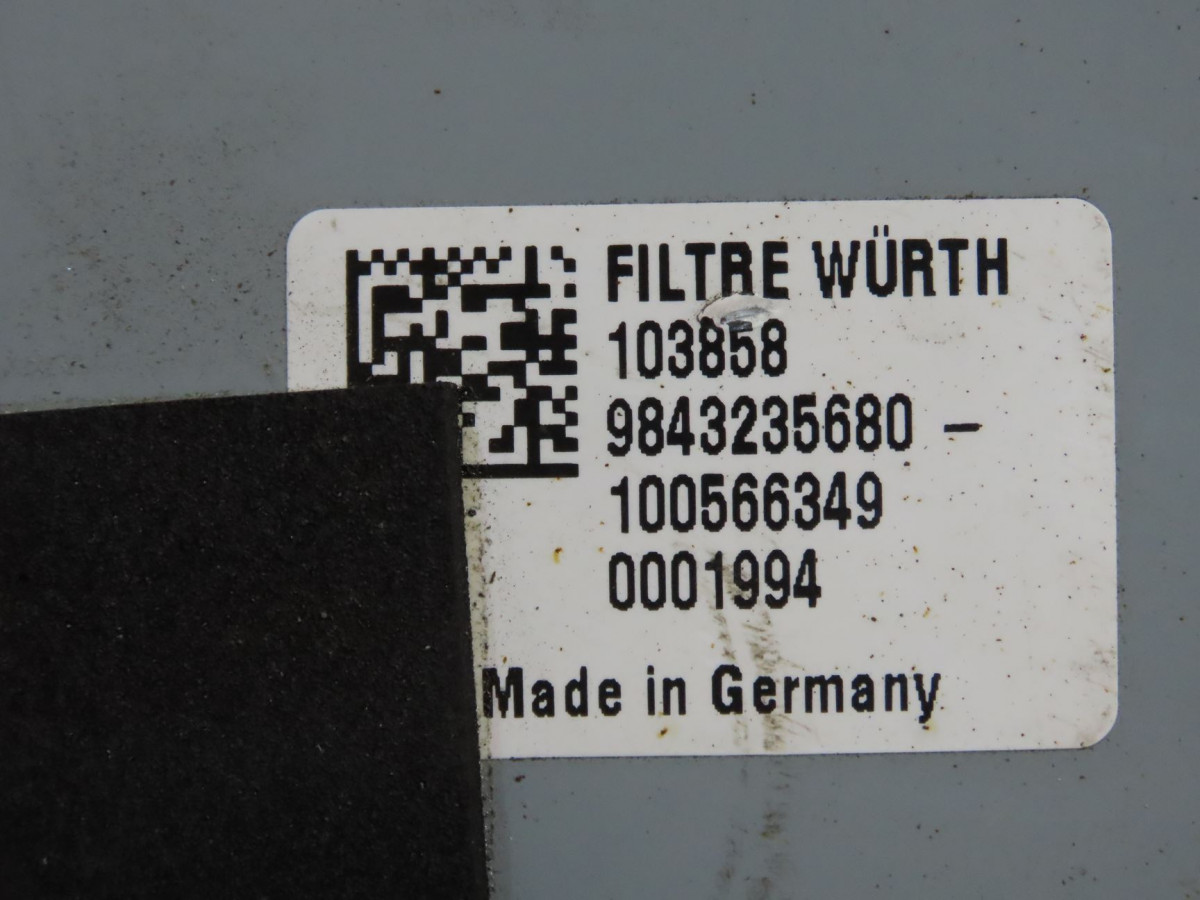 FILTRE WÜRTH
103858
9843235680 –
100566349
0001994
Made in Germany